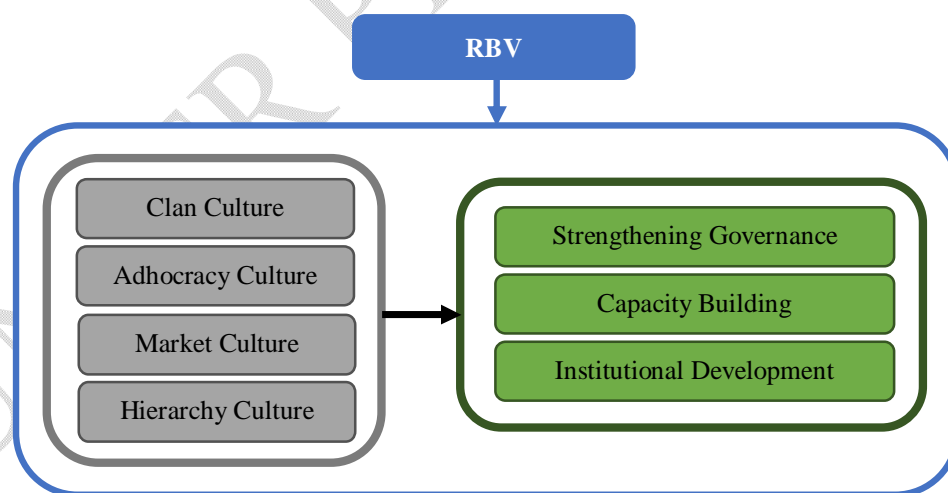 RBV
Clan Culture
Adhocracy Culture
Market Culture
Hierarchy Culture
Strengthening Governance
Capacity Building
Institutional Development